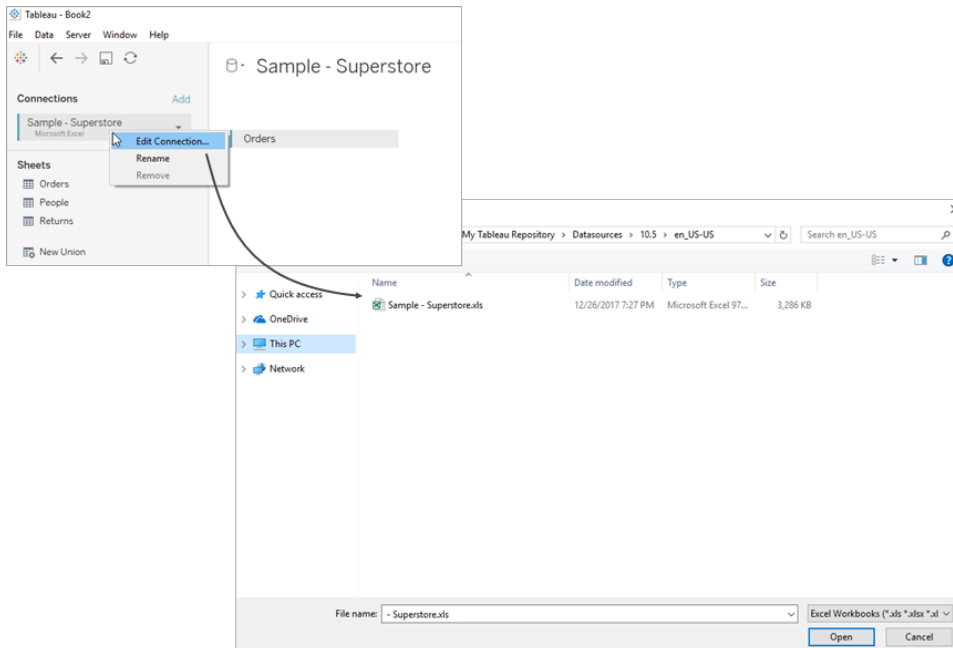 Tableau - Book2
File Data Server Window Help
Sample - Superstore
Connections Add
Sample - Superstore
Microsoft Excel
Edit Connection...
Rename
Remove
Orders
Sheets
Orders
People
Returns
New Union
My Tableau Repository > Datasources > 10.5 > en_US-US
Search en_US-US
Name Date modified Type Size
Quick access
Sample - Superstore.xls 12/26/2017 7:27 PM Microsoft Excel 97... 3,286 KB
OneDrive
This PC
Network
File name: - Superstore.xls
Excel Workbooks (*.xls *.xlsx *.xl
Open Cancel